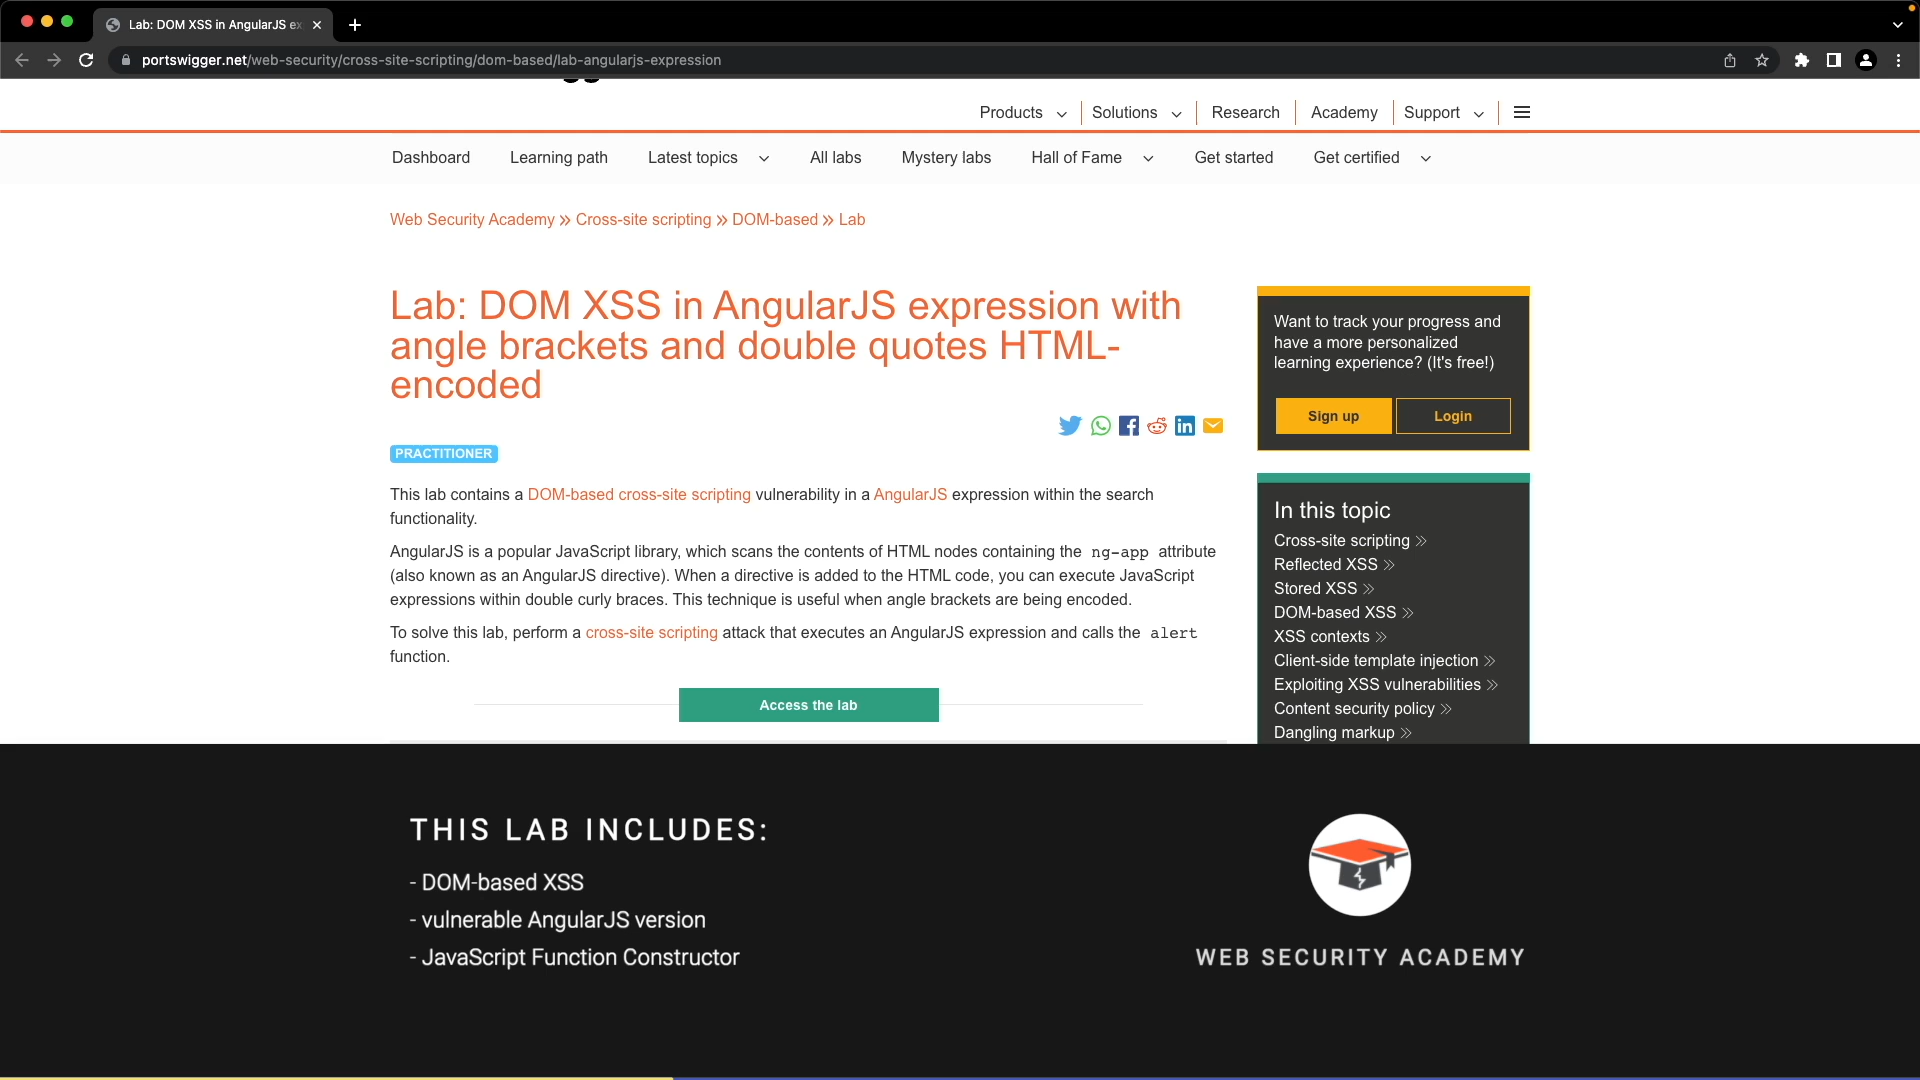 Lab: DOM XSS in AngularJS ex
portswigger.net/web-security/cross-site-scripting/dom-based/lab-angularjs-expression
Products Solutions Research Academy Support
Dashboard Learning path Latest topics All labs Mystery labs Hall of Fame Get started Get certified
Web Security Academy » Cross-site scripting » DOM-based » Lab
Lab: DOM XSS in AngularJS expression with
angle brackets and double quotes HTML-
encoded
PRACTITIONER
This lab contains a DOM-based cross-site scripting vulnerability in a AngularJS expression within the search
functionality.
AngularJS is a popular JavaScript library, which scans the contents of HTML nodes containing the ng-app attribute
(also known as an AngularJS directive). When a directive is added to the HTML code, you can execute JavaScript
expressions within double curly braces. This technique is useful when angle brackets are being encoded.
To solve this lab, perform a cross-site scripting attack that executes an AngularJS expression and calls the alert
function.
Access the lab
Want to track your progress and
have a more personalized
learning experience? (It's free!)
Sign up Login
In this topic
Cross-site scripting »
Reflected XSS »
Stored XSS »
DOM-based XSS »
XSS contexts »
Client-side template injection »
Exploiting XSS vulnerabilities »
Content security policy »
Dangling markup »
THIS LAB INCLUDES:
- DOM-based XSS
- vulnerable AngularJS version
- JavaScript Function Constructor
WEB SECURITY ACADEMY